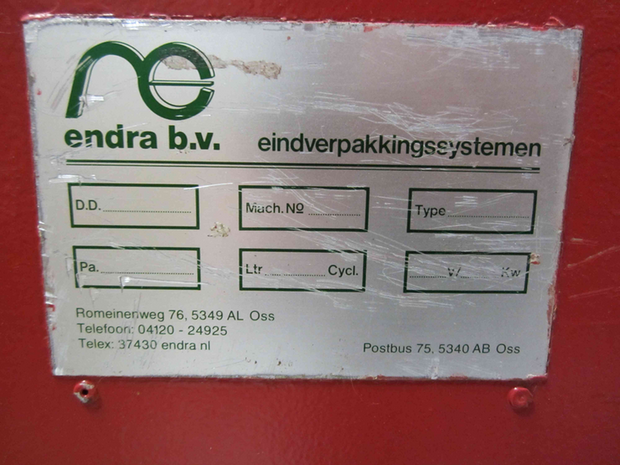 endra b.v. eindverpakkingssystemen
D.D. Mach.No Type
Pa. Ltr Cycl. W. Kw
Romeinenweg 76, 5349 AL Oss
Telefoon: 04120 - 24925
Telex: 37430 endra nl
Postbus 75, 5340 AB Oss